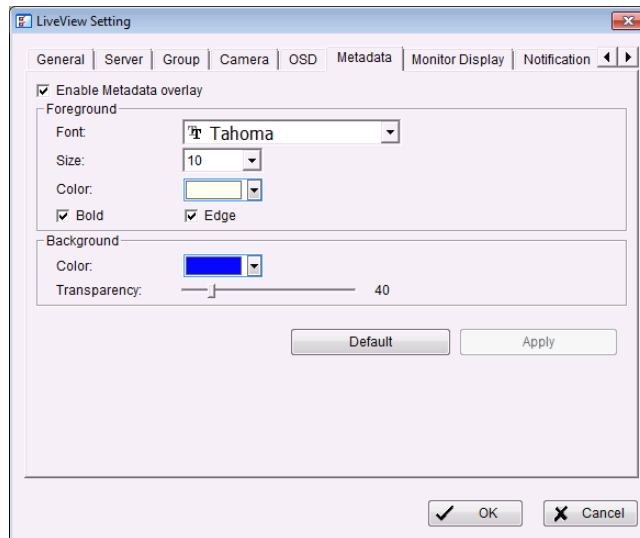 LiveView Setting
General Server Group Camera OSD Metadata Monitor Display Notification
Enable Metadata overlay
Foreground
Font: Tahoma
Size: 10
Color:
Bold Edge
Background
Color:
Transparency: 40
Default Apply
OK Cancel